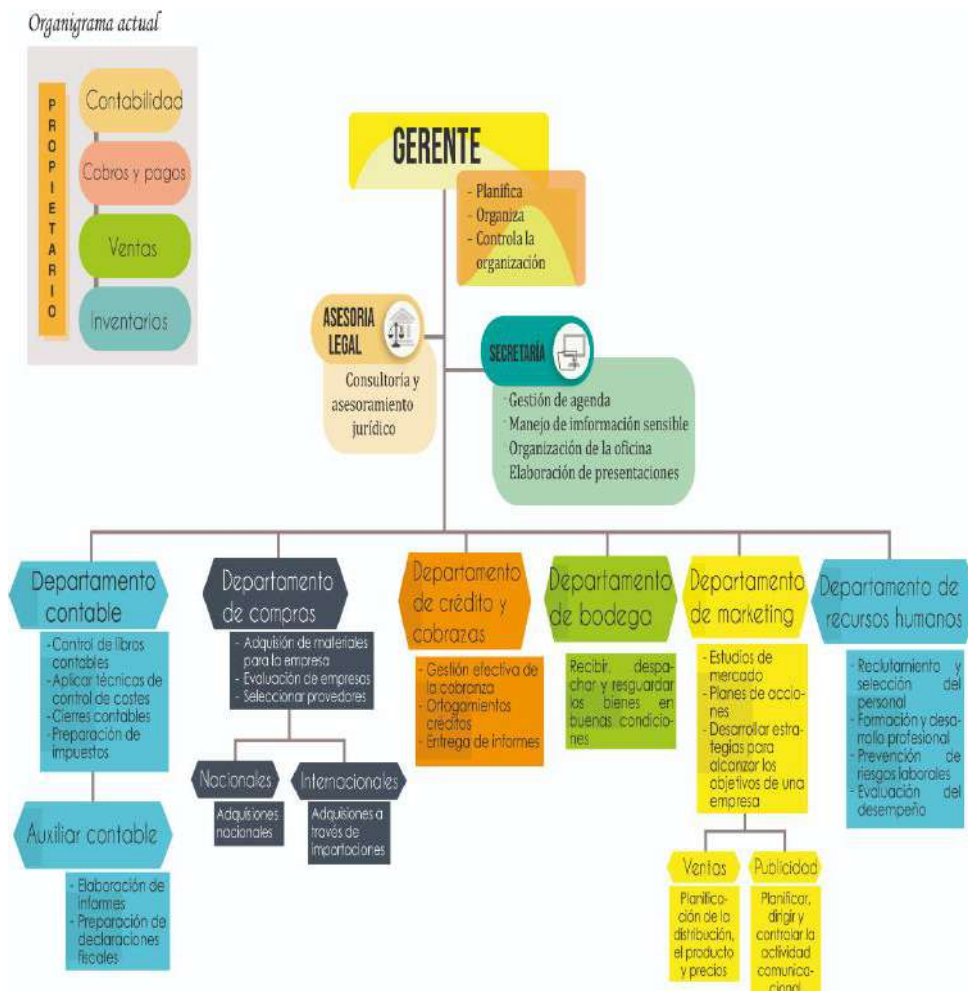 Organigrama actual
PROPIETARIO
Contabilidad
Cobros y pagos
Ventas
Inventarios
GERENTE
- Planifica
- Organiza
- Controla la
organización
ASESORIA
LEGAL
Consultoría y
asesoramiento
jurídico
SECRETARÍA
· Gestión de agenda
· Manejo de imformación sensible
· Organización de la oficina
· Elaboración de presentaciones
Departamento
contable
-Control de libros
contables
-Aplicar técnicas de
control de costes
-Cierres contables
-Preparación de
impuestos
Auxiliar contable
- Elaboración de
informes
- Preparación de
declaraciones
fiscales
Departamento
de compras
- Adquisión de materiales
para la empresa
- Evaluación de empresas
- Seleccionar provedores
Nacionales
Adquisiones
nacionales
Internacionales
Adquisiones a
través de
importaciones
Departamento
de crédito y
cobrazas
- Gestión efectiva de
la cobranza
- Ortogamientos
créditos
- Entrega de informes
Departamento
de bodega
Recibir, despa-
char y resguardar
los bienes en
buenas condicio-
nes
Departamento
de marketing
- Estudios de
mercado
- Planes de accio-
nes
- Desarrollar estra-
tegias para
alcanzar los
objetivos de una
empresa
Ventas
Planifica-
ción de la
distribución,
el producto
y precios
Publicidad
Planificar,
dirigir y
controlar la
actividad
comunica-
cional
Departamento de
recursos humanos
- Reclutamiento y
selección del
personal
- Formación y desa-
rrollo profesional
- Prevención de
riesgos laborales
- Evaluación del
desempeño